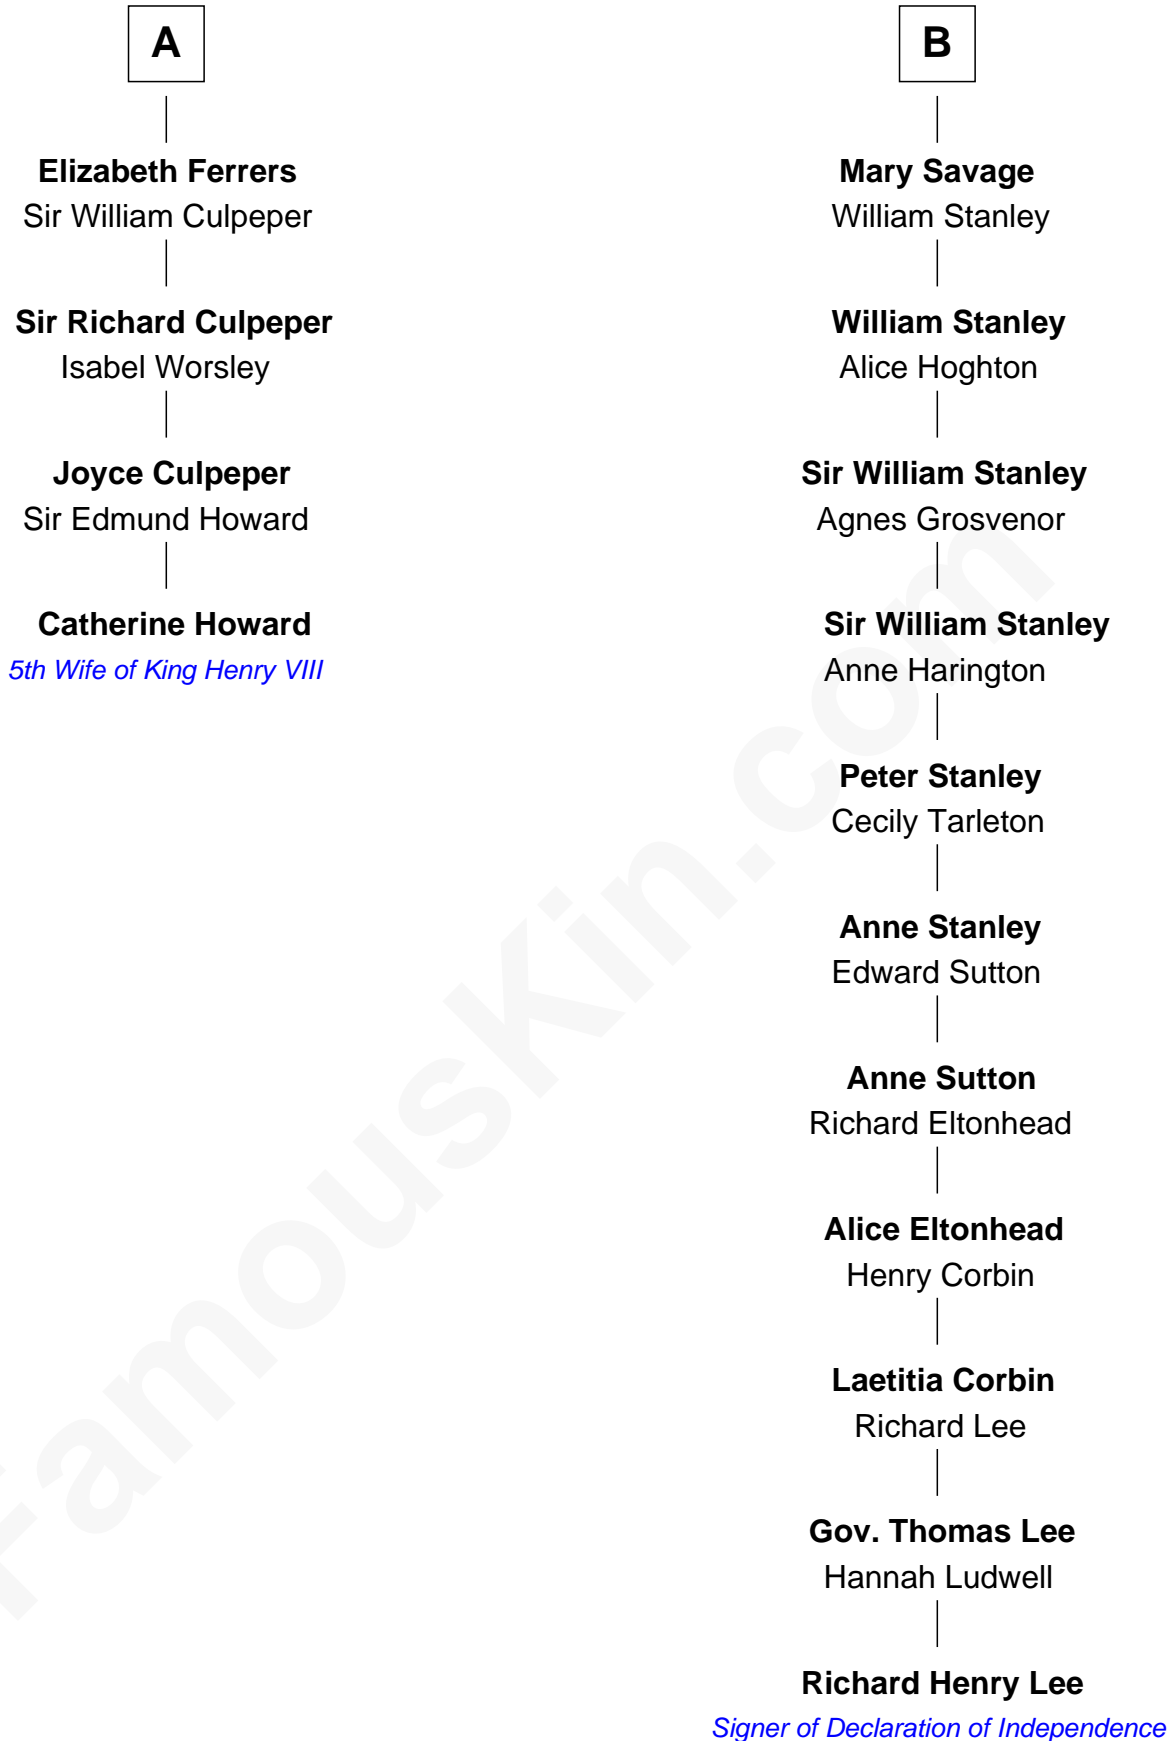 A
Elizabeth Ferrers
Sir William Culpeper
Sir Richard Culpeper
Isabel Worsley
Joyce Culpeper
Sir Edmund Howard
Catherine Howard
5th Wife of King Henry VIII
B
Mary Savage
William Stanley
William Stanley
Alice Hoghton
Sir William Stanley
Agnes Grosvenor
Sir William Stanley
Anne Harington
Peter Stanley
Cecily Tarleton
Anne Stanley
Edward Sutton
Anne Sutton
Richard Eltonhead
Alice Eltonhead
Henry Corbin
Laetitia Corbin
Richard Lee
Gov. Thomas Lee
Hannah Ludwell
Richard Henry Lee
Signer of Declaration of Independence
FamousKin.com